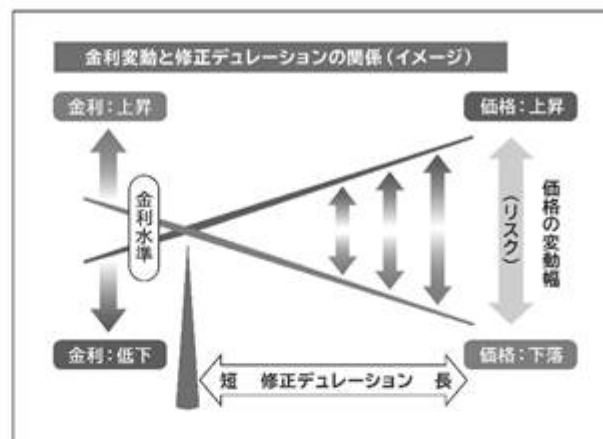 金利変動と修正デュレーションの関係(イメージ)
金利:上昇
価格:上昇
金利水準
価格の変動幅
(リスク)
金利:低下
短 修正デュレーション 長
価格:下落